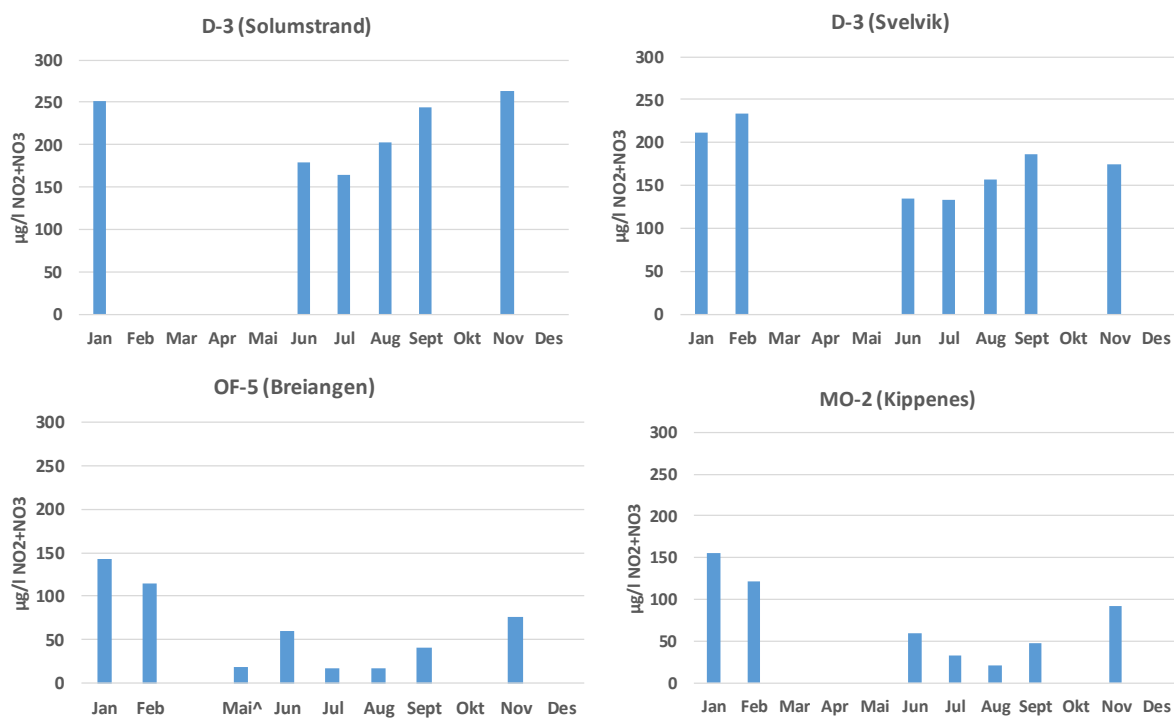 D-3 (Solumstrand)
300
250
200
150
100
50
0
µg/l NO2+NO3
Jan Feb Mar Apr Mai Jun Jul Aug Sept Okt Nov Des
D-3 (Svelvik)
300
250
200
150
100
50
0
µg/l NO2+NO3
Jan Feb Mar Apr Mai Jun Jul Aug Sept Okt Nov Des
OF-5 (Breiangen)
300
250
200
150
100
50
0
µg/l NO2+NO3
Jan Feb Mai^ Jun Jul Aug Sept Okt Nov Des
MO-2 (Kippenes)
300
250
200
150
100
50
0
µg/l NO2+NO3
Jan Feb Mar Apr Mai Jun Jul Aug Sept Okt Nov Des